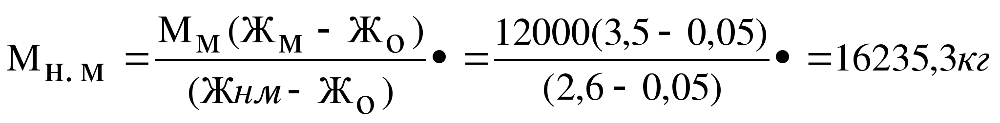 Мн. м = Мм (Жм - Жо) / (Жнм - Жо) • = 12000(3,5 - 0,05) / (2,6 - 0,05) • =16235,3кг